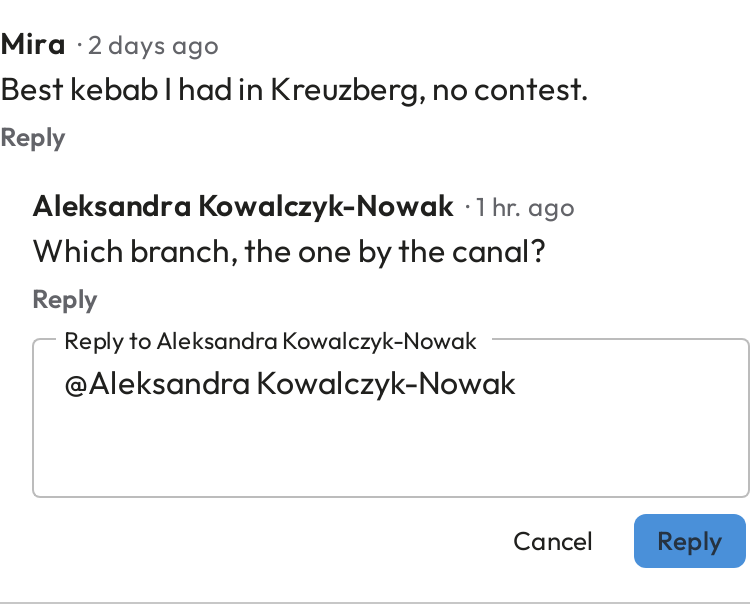 Mira · 2 days ago
Best kebab I had in Kreuzberg, no contest.
Reply
Aleksandra Kowalczyk-Nowak · 1 hr. ago
Which branch, the one by the canal?
Reply
Reply to Aleksandra Kowalczyk-Nowak
@Aleksandra Kowalczyk-Nowak
Cancel Reply